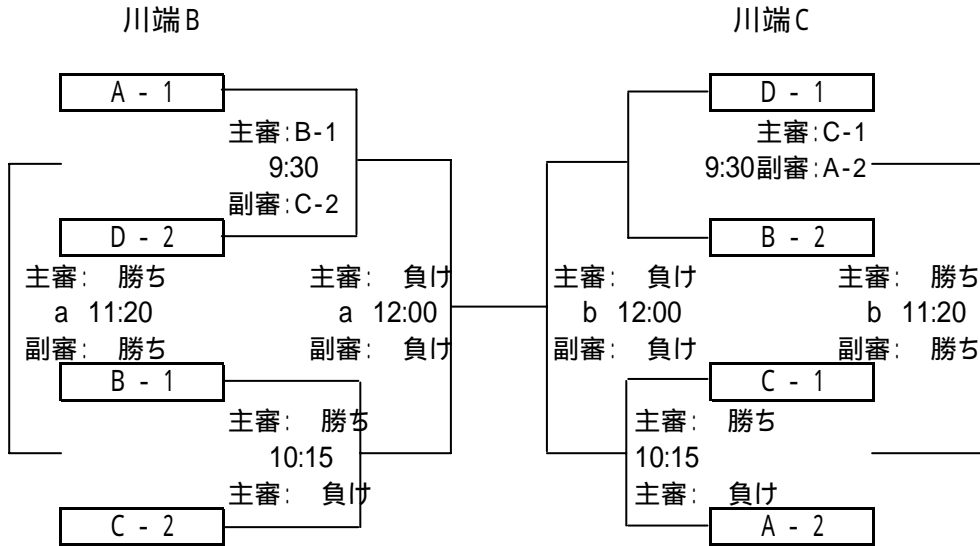 川端B 川端C
A - 1 D - 1
主審:B-1 主審:C-1
9:30 9:30副審:A-2
副審:C-2
D - 2 B - 2
主審: 勝ち 主審: 負け 主審: 負け 主審: 勝ち
a 11:20 a 12:00 b 12:00 b 11:20
副審: 勝ち 副審: 負け 副審: 負け 副審: 勝ち
B - 1 C - 1
主審: 勝ち 主審: 勝ち
10:15 10:15
主審: 負け 主審: 負け
C - 2 A - 2